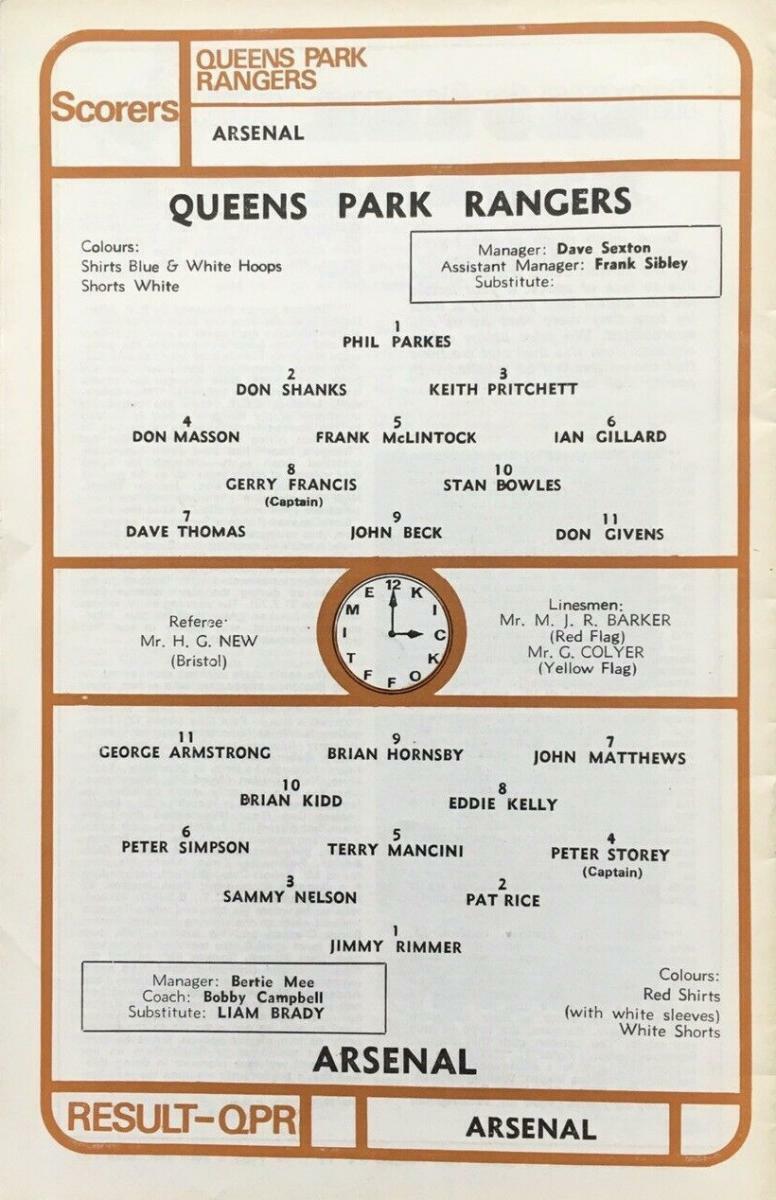 Scorers
QUEENS PARK
RANGERS
ARSENAL
QUEENS PARK RANGERS
Colours:
Shirts Blue & White Hoops
Shorts White
Manager: Dave Sexton
Assistant Manager: Frank Sibley
Substitute:
1
PHIL PARKES
2 3
DON SHANKS KEITH PRITCHETT
4 5 6
DON MASSON FRANK McLINTOCK IAN GILLARD
8 10
GERRY FRANCIS STAN BOWLES
(Captain)
7 9 11
DAVE THOMAS JOHN BECK DON GIVENS
Referee:
Mr. H. G. NEW
(Bristol)
12
KICK OFF TIME
Linesmen:
Mr. M. J. R. BARKER
(Red Flag)
Mr. G. COLYER
(Yellow Flag)
11 9 7
GEORGE ARMSTRONG BRIAN HORNSBY JOHN MATTHEWS
10 8
BRIAN KIDD EDDIE KELLY
6 5 4
PETER SIMPSON TERRY MANCINI PETER STOREY
(Captain)
3 2
SAMMY NELSON PAT RICE
1
JIMMY RIMMER
Manager: Bertie Mee
Coach: Bobby Campbell
Substitute: LIAM BRADY
Colours:
Red Shirts
(with white sleeves)
White Shorts
ARSENAL
RESULT-QPR
ARSENAL